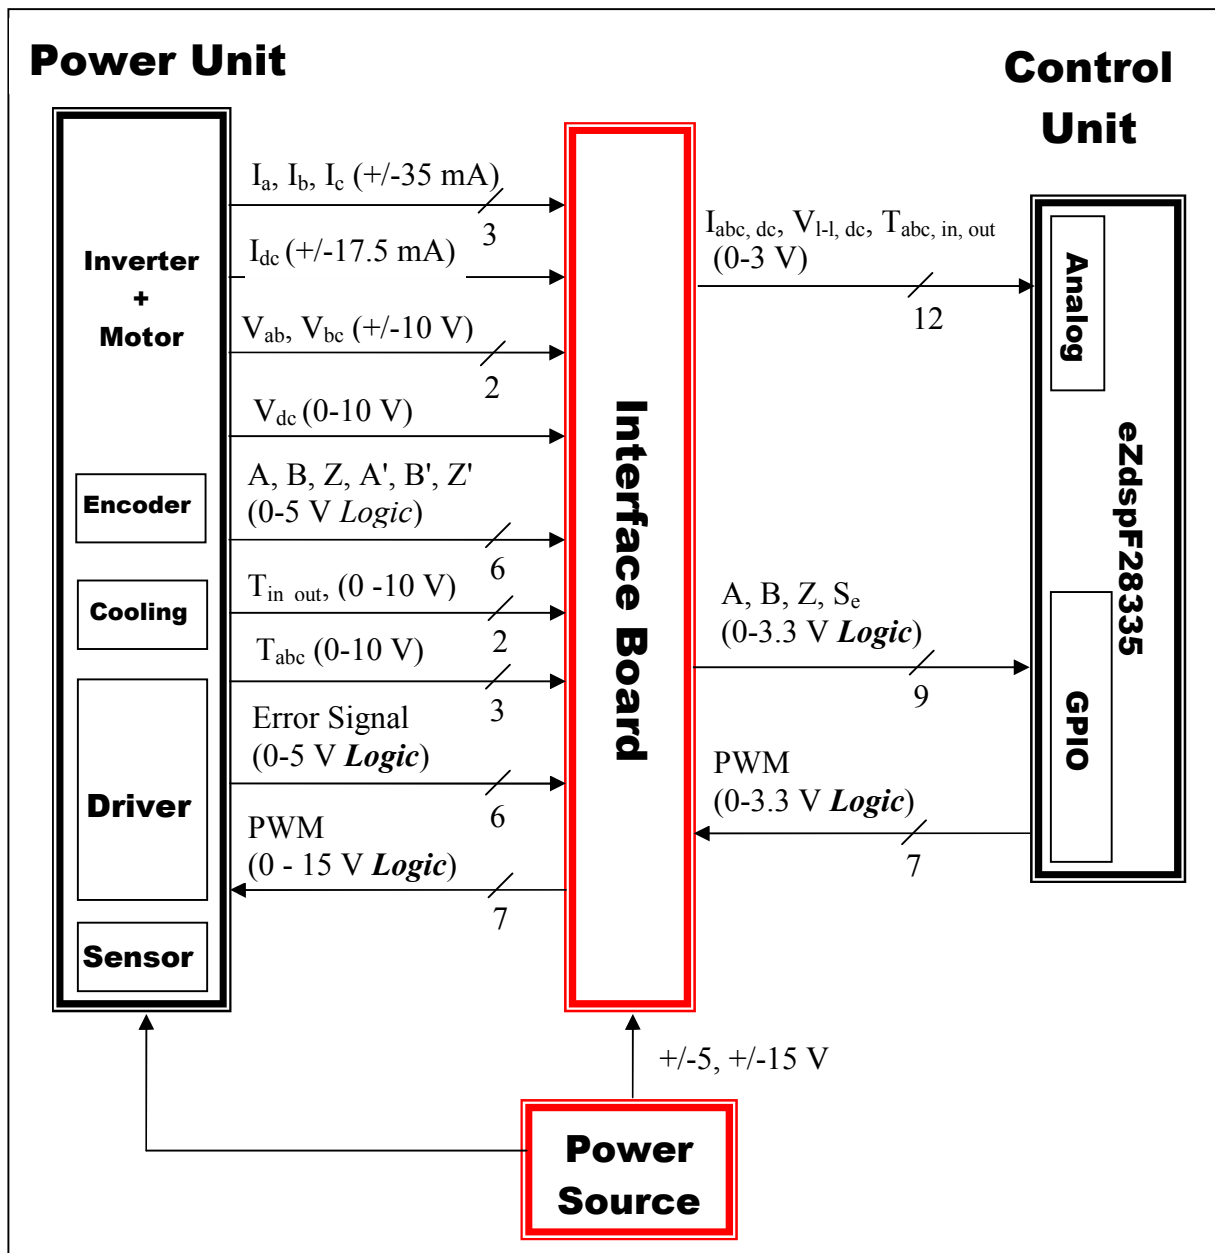 Power Unit
Control
Unit
Inverter
+
Motor
Encoder
Cooling
Driver
Sensor
Ia, Ib, Ic (+/-35 mA)
3
Idc (+/-17.5 mA)
Vab, Vbc (+/-10 V)
2
Vdc (0-10 V)
A, B, Z, A', B', Z'
(0-5 V Logic)
6
Tin out, (0 -10 V)
2
Tabc (0-10 V)
3
Error Signal
(0-5 V Logic)
6
PWM
(0 - 15 V Logic)
7
Interface Board
Iabc, dc, Vl-l, dc, Tabc, in, out
(0-3 V)
12
A, B, Z, Se
(0-3.3 V Logic)
9
PWM
(0-3.3 V Logic)
7
Analog
eZdspF28335
GPIO
+/-5, +/-15 V
Power
Source